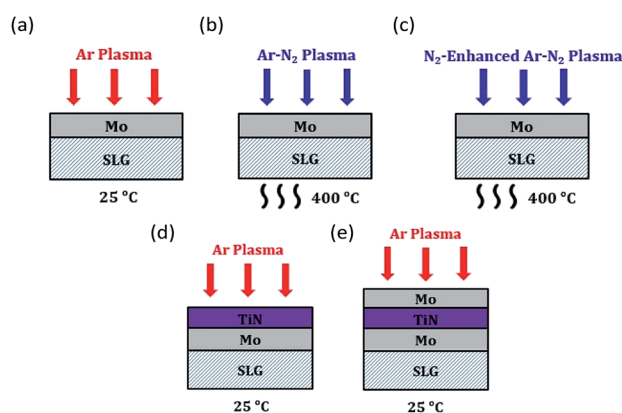 (a)
Ar Plasma
Mo
SLG
25 °C
(b)
Ar-N₂ Plasma
Mo
SLG
400 °C
(c)
N₂-Enhanced Ar-N₂ Plasma
Mo
SLG
400 °C
(d)
Ar Plasma
TiN
Mo
SLG
25 °C
(e)
Ar Plasma
Mo
TiN
Mo
SLG
25 °C